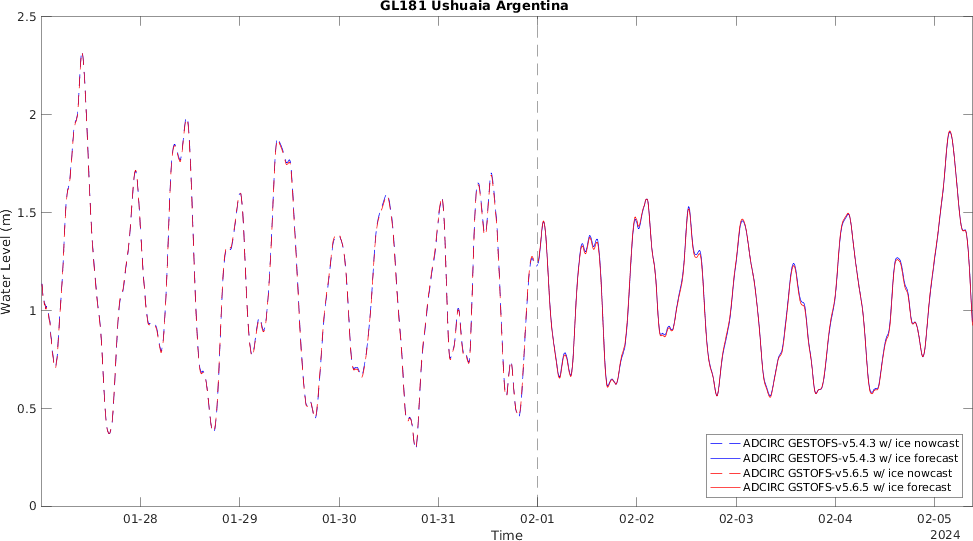 GL181 Ushuaia Argentina
2.5
2
1.5
1
0.5
0
Water Level (m)
01-28 01-29 01-30 01-31 02-01 02-02 02-03 02-04 02-05
Time
2024
ADCIRC GESTOFS-v5.4.3 w/ ice nowcast
ADCIRC GESTOFS-v5.4.3 w/ ice forecast
ADCIRC GSTOFS-v5.6.5 w/ ice nowcast
ADCIRC GSTOFS-v5.6.5 w/ ice forecast